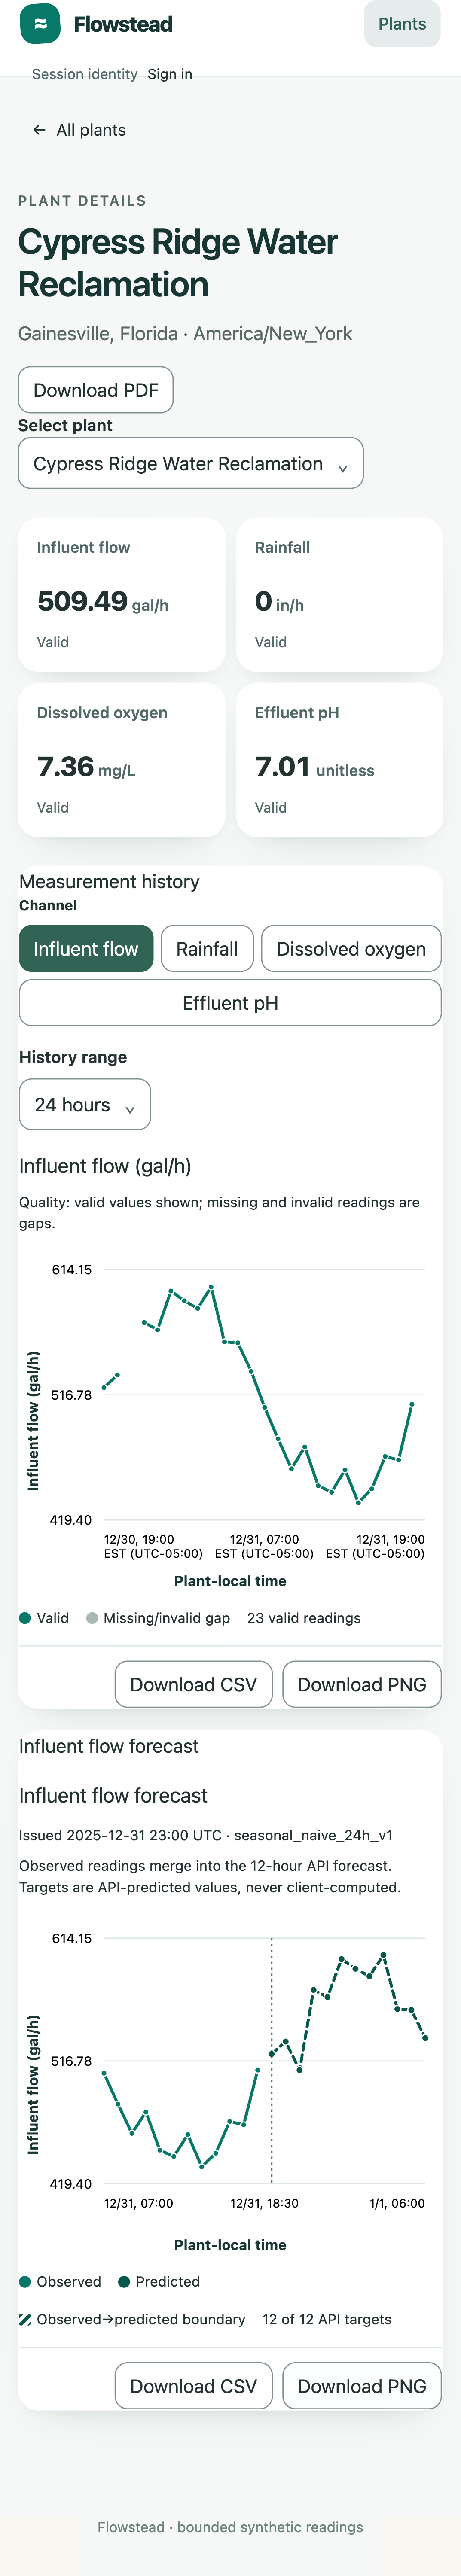 ≈ Flowstead
Plants
Session identity Sign in
← All plants
PLANT DETAILS
Cypress Ridge Water
Reclamation
Gainesville, Florida · America/New_York
Download PDF
Select plant
Cypress Ridge Water Reclamation
Influent flow
509.49 gal/h
Valid
Rainfall
0 in/h
Valid
Dissolved oxygen
7.36 mg/L
Valid
Effluent pH
7.01 unitless
Valid
Measurement history
Channel
Influent flow
Rainfall
Dissolved oxygen
Effluent pH
History range
24 hours
Influent flow (gal/h)
Quality: valid values shown; missing and invalid readings are
gaps.
Influent flow (gal/h)
614.15
516.78
419.40
12/30, 19:00
EST (UTC-05:00)
12/31, 07:00
EST (UTC-05:00)
12/31, 19:00
EST (UTC-05:00)
Plant-local time
Valid
Missing/invalid gap
23 valid readings
Download CSV
Download PNG
Influent flow forecast
Influent flow forecast
Issued 2025-12-31 23:00 UTC · seasonal_naive_24h_v1
Observed readings merge into the 12-hour API forecast.
Targets are API-predicted values, never client-computed.
Influent flow (gal/h)
614.15
516.78
419.40
12/31, 07:00
12/31, 18:30
1/1, 06:00
Plant-local time
Observed
Predicted
Observed→predicted boundary
12 of 12 API targets
Download CSV
Download PNG
Flowstead · bounded synthetic readings